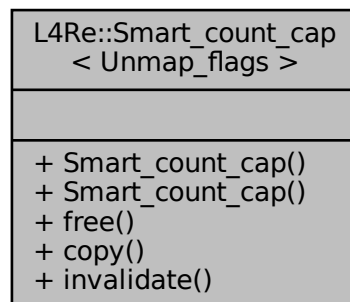 L4Re::Smart_count_cap
< Unmap_flags >
+ Smart_count_cap()
+ Smart_count_cap()
+ free()
+ copy()
+ invalidate()